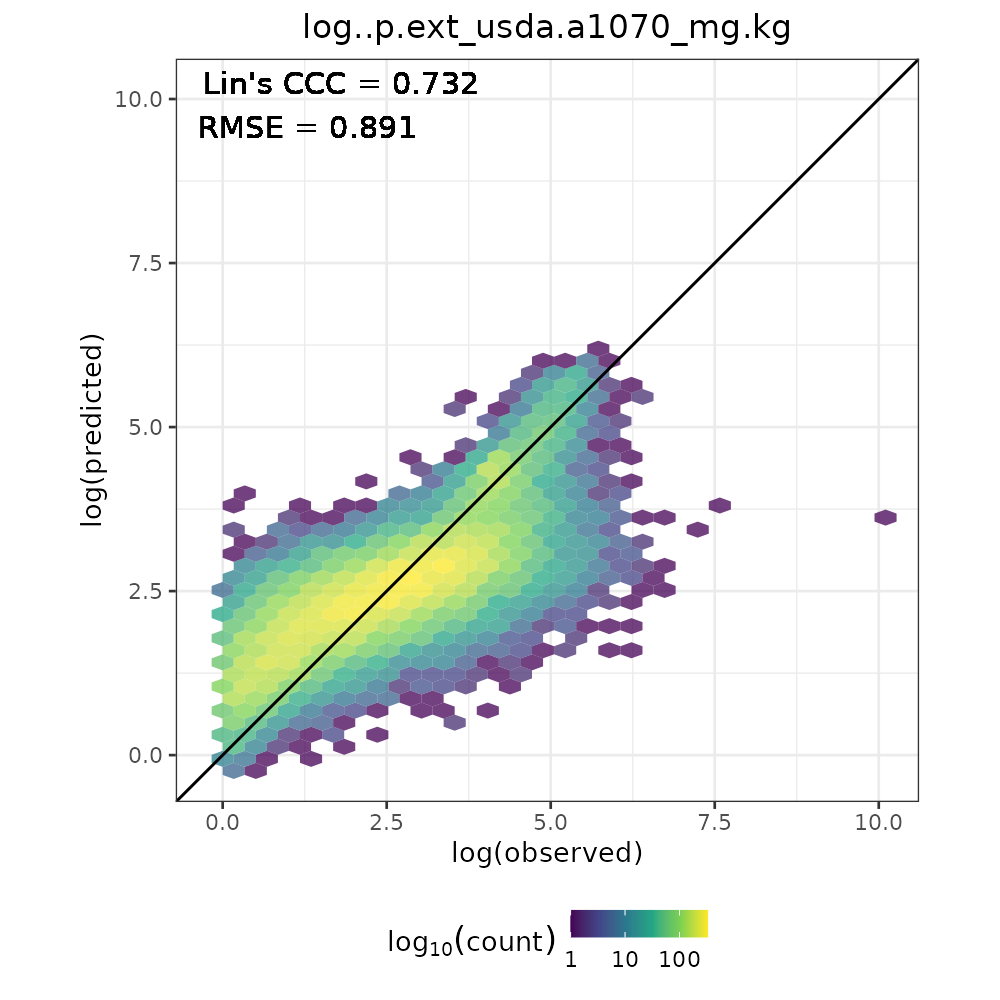 log..p.ext_usda.a1070_mg.kg
Lin's CCC = 0.732
RMSE = 0.891
10.0
7.5
5.0
2.5
0.0
log(predicted)
0.0 2.5 5.0 7.5 10.0
log(observed)
log₁₀(count)
1 10 100